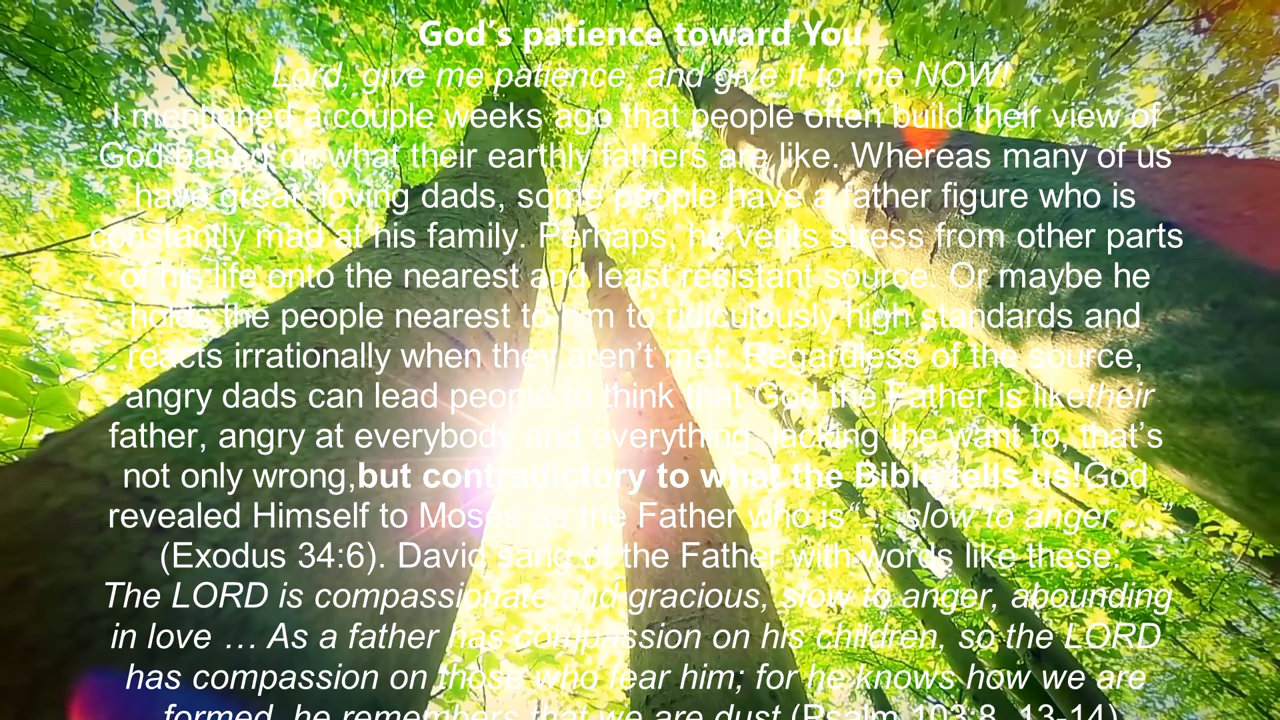 God's patience toward You
Lord, give me patience, and give it to me NOW!
I mentioned a couple weeks ago that people often build their view of
God based on what their earthly fathers are like. Whereas many of us
have great, loving dads, some people have a father figure who is
constantly mad at his family. Perhaps, he vents stress from other parts
of his life onto the nearest and least resistant source. Or maybe he
holds the people nearest to him to ridiculously high standards and
reacts irrationally when they aren’t met. Regardless of the source,
angry dads can lead people to think that God the Father is liketheir
father, angry at everybody and everything, lacking the want to, that’s
not only wrong,but contradictory to what the Bible tells us!God
revealed Himself to Moses as the Father who is“… slow to anger …”
(Exodus 34:6). David sang of the Father with words like these:
The LORD is compassionate and gracious, slow to anger, abounding
in love … As a father has compassion on his children, so the LORD
has compassion on those who fear him; for he knows how we are
formed, he remembers that we are dust (Psalm 103:8, 13-14).